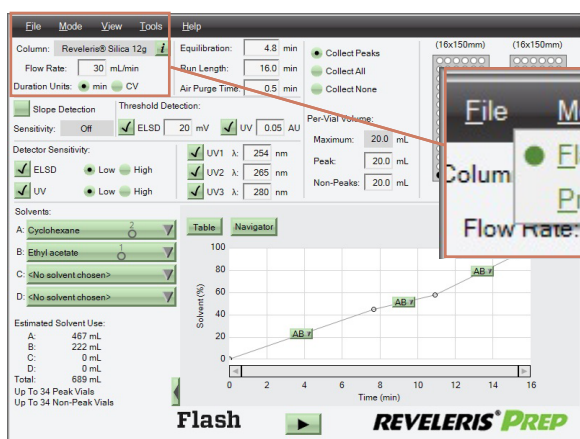 File Mode View Tools Help
Column: Reveleris® Silica 12g i
Flow Rate: 30 mL/min
Duration Units: min CV
Equilibration: 4.8 min
Run Length: 16.0 min
Air Purge Time: 0.5 min
Collect Peaks
Collect All
Collect None
(16x150mm) (16x150mm)
Slope Detection
Sensitivity: Off
Threshold Detection:
ELSD 20 mV UV 0.05 AU
Per-Vial Volume:
Maximum: 20.0 mL
Peak: 20.0 mL
Non-Peaks: 20.0 mL
Detector Sensitivity:
ELSD Low High
UV Low High
UV1 λ: 254 nm
UV2 λ: 265 nm
UV3 λ: 280 nm
File M
Fl
Pr
Colum
Flow Rate:
Solvents:
A: Cyclohexane 2
B: Ethyl acetate 1
C: <No solvent chosen>
D: <No solvent chosen>
Estimated Solvent Use:
A: 467 mL
B: 222 mL
C: 0 mL
D: 0 mL
Total: 689 mL
Up To 34 Peak Vials
Up To 34 Non-Peak Vials
Table Navigator
100
80
60
40
20
0
Solvent (%)
AB AB AB
0 2 4 6 8 10 12 14 16
Time (min)
Flash
REVELERIS® PREP